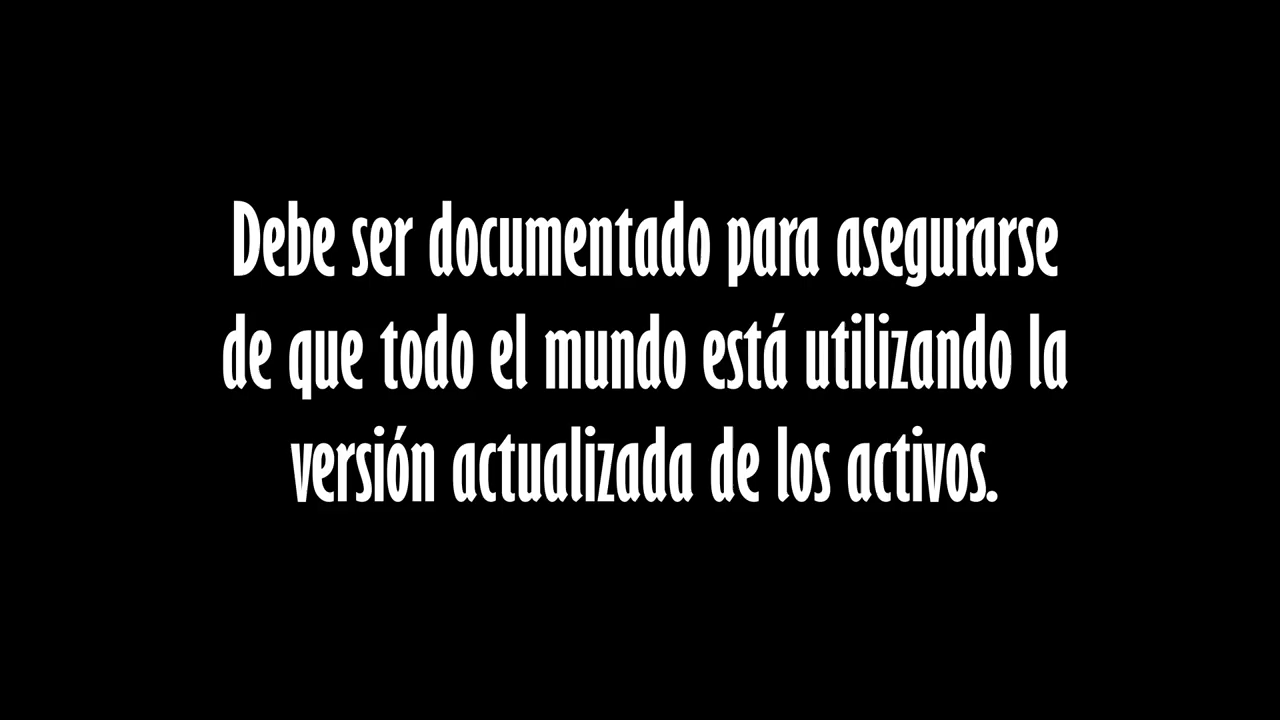 Debe ser documentado para asegurarse
de que todo el mundo está utilizando la
versión actualizada de los activos.